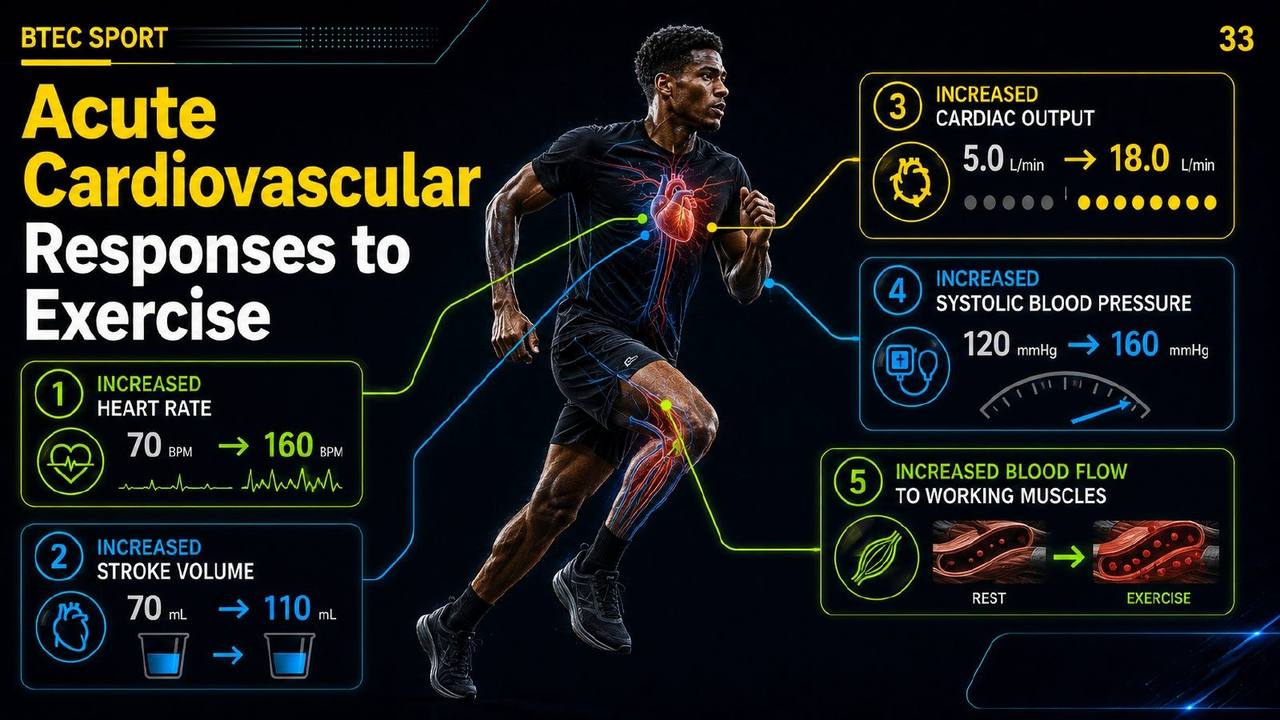 BTEC SPORT
33
Acute
Cardiovascular
Responses to
Exercise
1
INCREASED
HEART RATE
70 BPM → 160 BPM
2
INCREASED
STROKE VOLUME
70 mL → 110 mL
3
INCREASED
CARDIAC OUTPUT
5.0 L/min → 18.0 L/min
4
INCREASED
SYSTOLIC BLOOD PRESSURE
120 mmHg → 160 mmHg
5
INCREASED BLOOD FLOW
TO WORKING MUSCLES
REST
EXERCISE